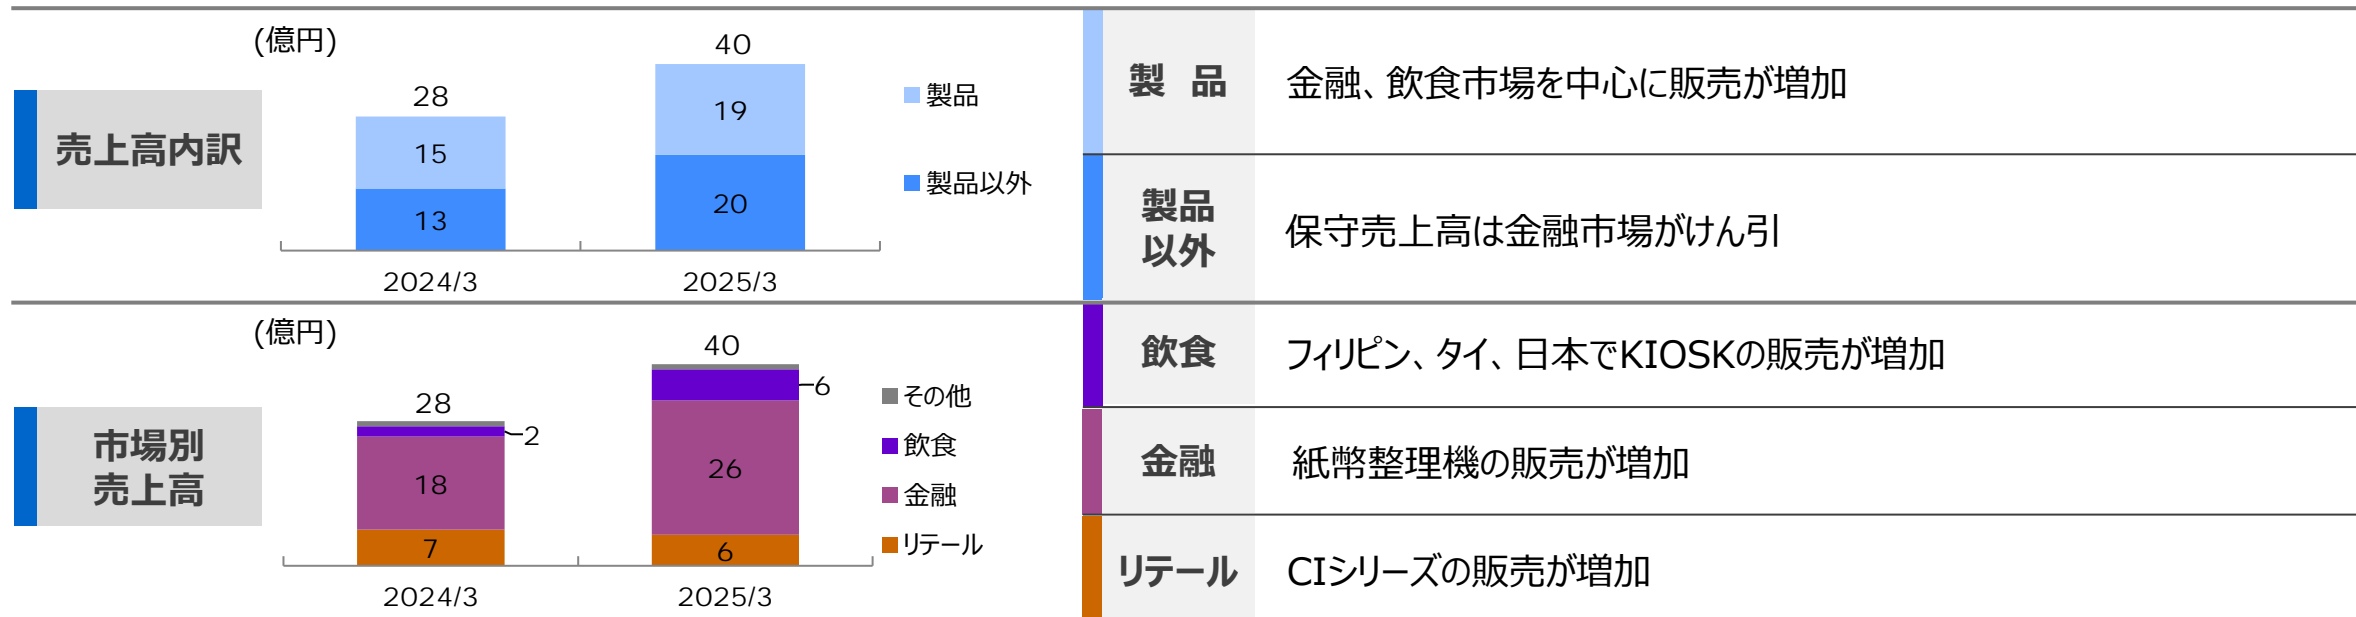 売上高内訳
(億円)
28
15
13
2024/3
40
19
20
2025/3
製品
製品以外
製 品
金融、飲食市場を中心に販売が増加
製品
以外
保守売上高は金融市場がけん引
市場別
売上高
(億円)
28
2
18
7
2024/3
40
6
26
6
2025/3
その他
飲食
金融
リテール
飲食
フィリピン、タイ、日本でKIOSKの販売が増加
金融
紙幣整理機の販売が増加
リテール
CIシリーズの販売が増加